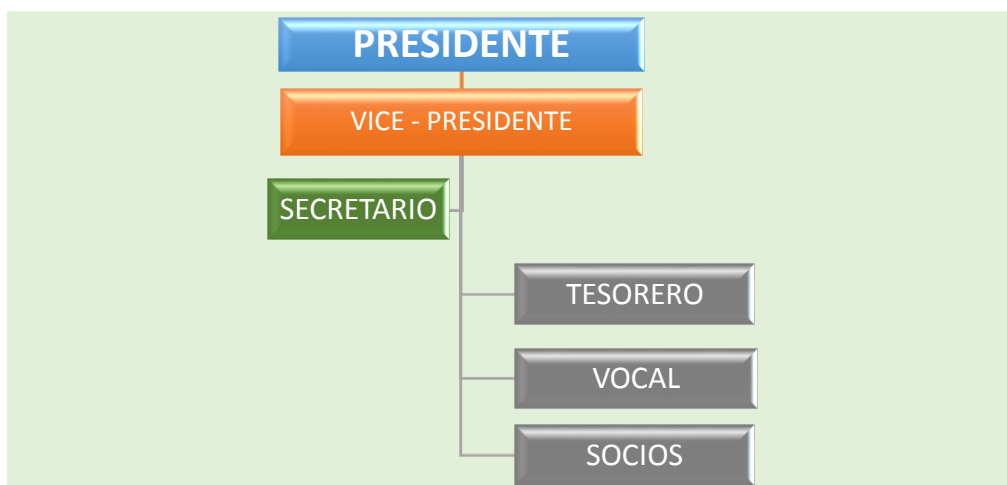 PRESIDENTE
VICE - PRESIDENTE
SECRETARIO
TESORERO
VOCAL
SOCIOS